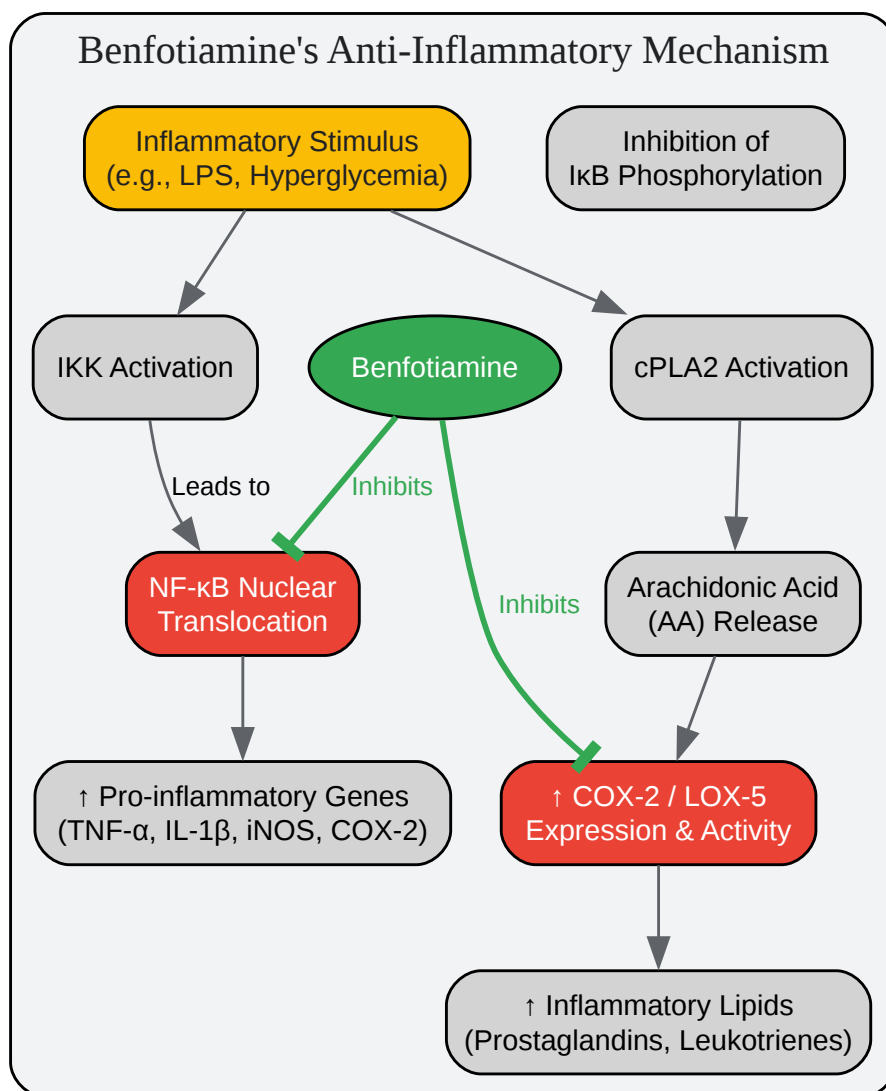 Benfotiamine's Anti-Inflammatory Mechanism
Inflammatory Stimulus
(e.g., LPS, Hyperglycemia)
Inhibition of
IκB Phosphorylation
IKK Activation
Benfotiamine
cPLA2 Activation
Leads to
Inhibits
NF-κB Nuclear
Translocation
Inhibits
Arachidonic Acid
(AA) Release
↑ Pro-inflammatory Genes
(TNF-α, IL-1β, iNOS, COX-2)
↑ COX-2 / LOX-5
Expression & Activity
↑ Inflammatory Lipids
(Prostaglandins, Leukotrienes)